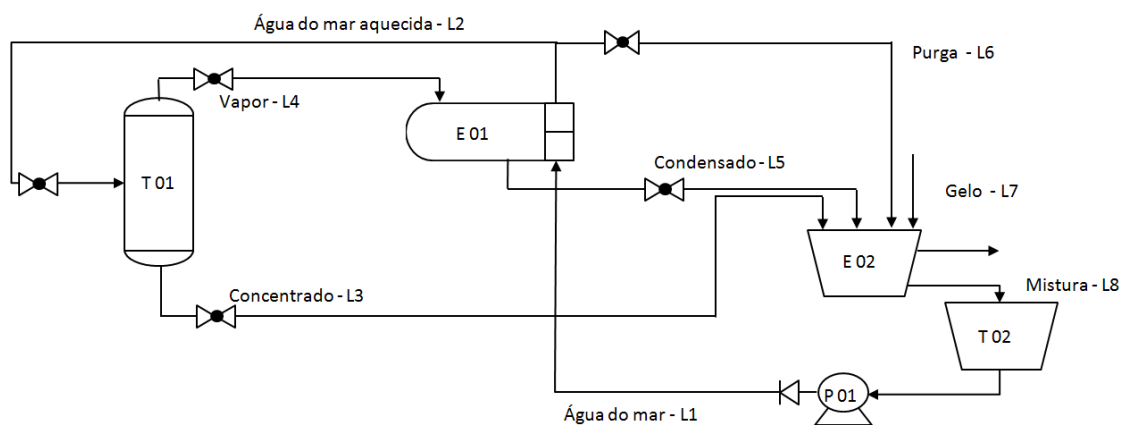 Água do mar aquecida - L2
Purga - L6
Vapor - L4
E 01
Condensado - L5
T 01
Gelo - L7
E 02
Concentrado - L3
Mistura - L8
T 02
P 01
Água do mar - L1